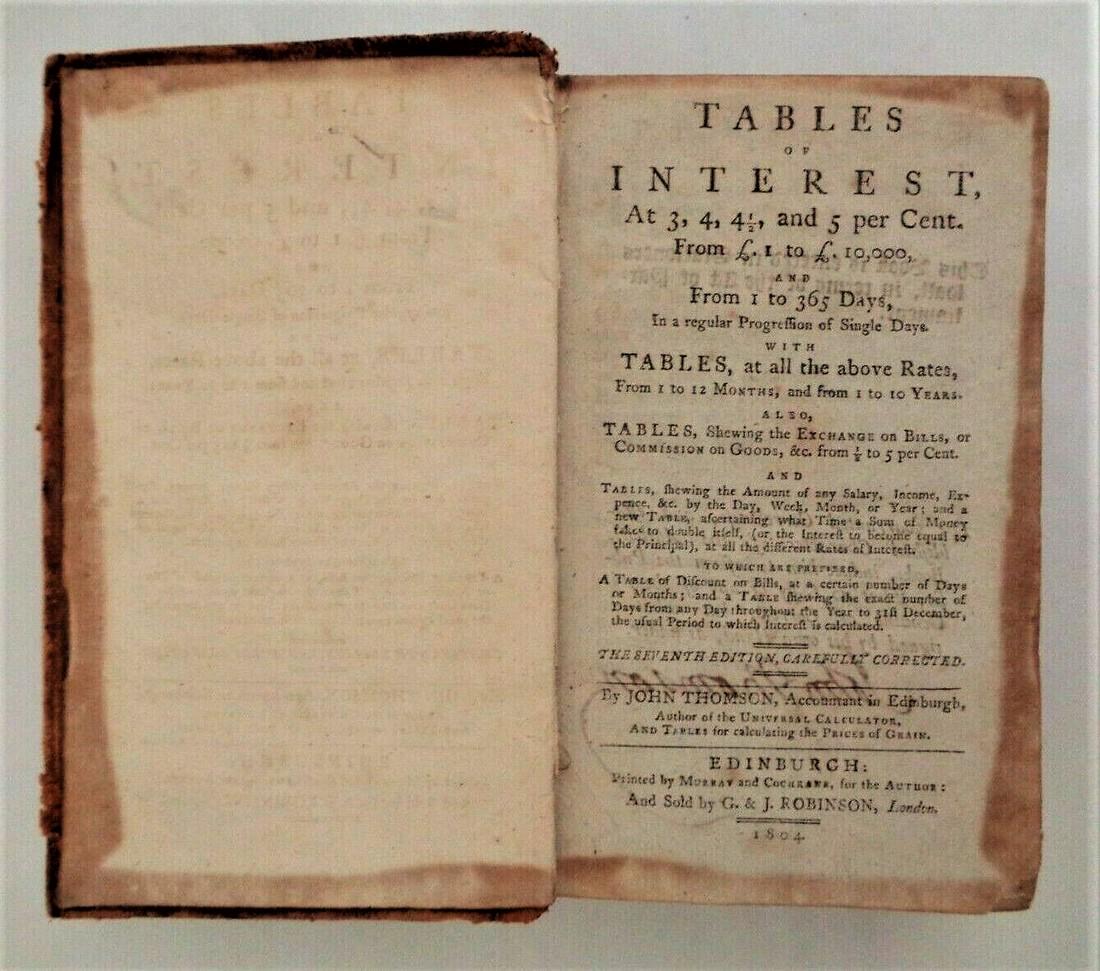 TABLES
OF
INTEREST,
At 3, 4, 4½, and 5 per Cent.
From £. 1 to £. 10,000,
AND
From 1 to 365 Days,
In a regular Progreſſion of Single Days.
WITH
TABLES, at all the above Rates,
From 1 to 12 MONTHS, and from 1 to 10 YEARS.
ALSO,
TABLES, Shewing the EXCHANGE on BILLS, or
COMMISSION on GOODS, &c. from ⅛ to 5 per Cent.
AND
TABLES, ſhewing the Amount of any Salary, Income, Ex-
pence, &c. by the Day, Week, Month, or Year; and a
new TABLE, aſcertaining what Time a Sum of Money
takes to double itſelf, (or the Intereſt to become equal to
the Principal), at all the different Rates of Intereſt.
TO WHICH ARE PREFIXED,
A TABLE of Diſcount on Bills, at a certain number of Days
or Months; and a TABLE ſhewing the exact number of
Days from any Day throughout the Year to 31ſt December,
the uſual Period to which Intereſt is calculated.
THE SEVENTH EDITION, CAREFULLY CORRECTED.
By JOHN THOMSON, Accountant in Edinburgh,
Author of the UNIVERSAL CALCULATOR,
AND TABLES for calculating the PRICES of GRAIN.
EDINBURGH:
Printed by MURRAY and COCHRANE, for the AUTHOR:
And Sold by G. & J. ROBINSON, London.
1804